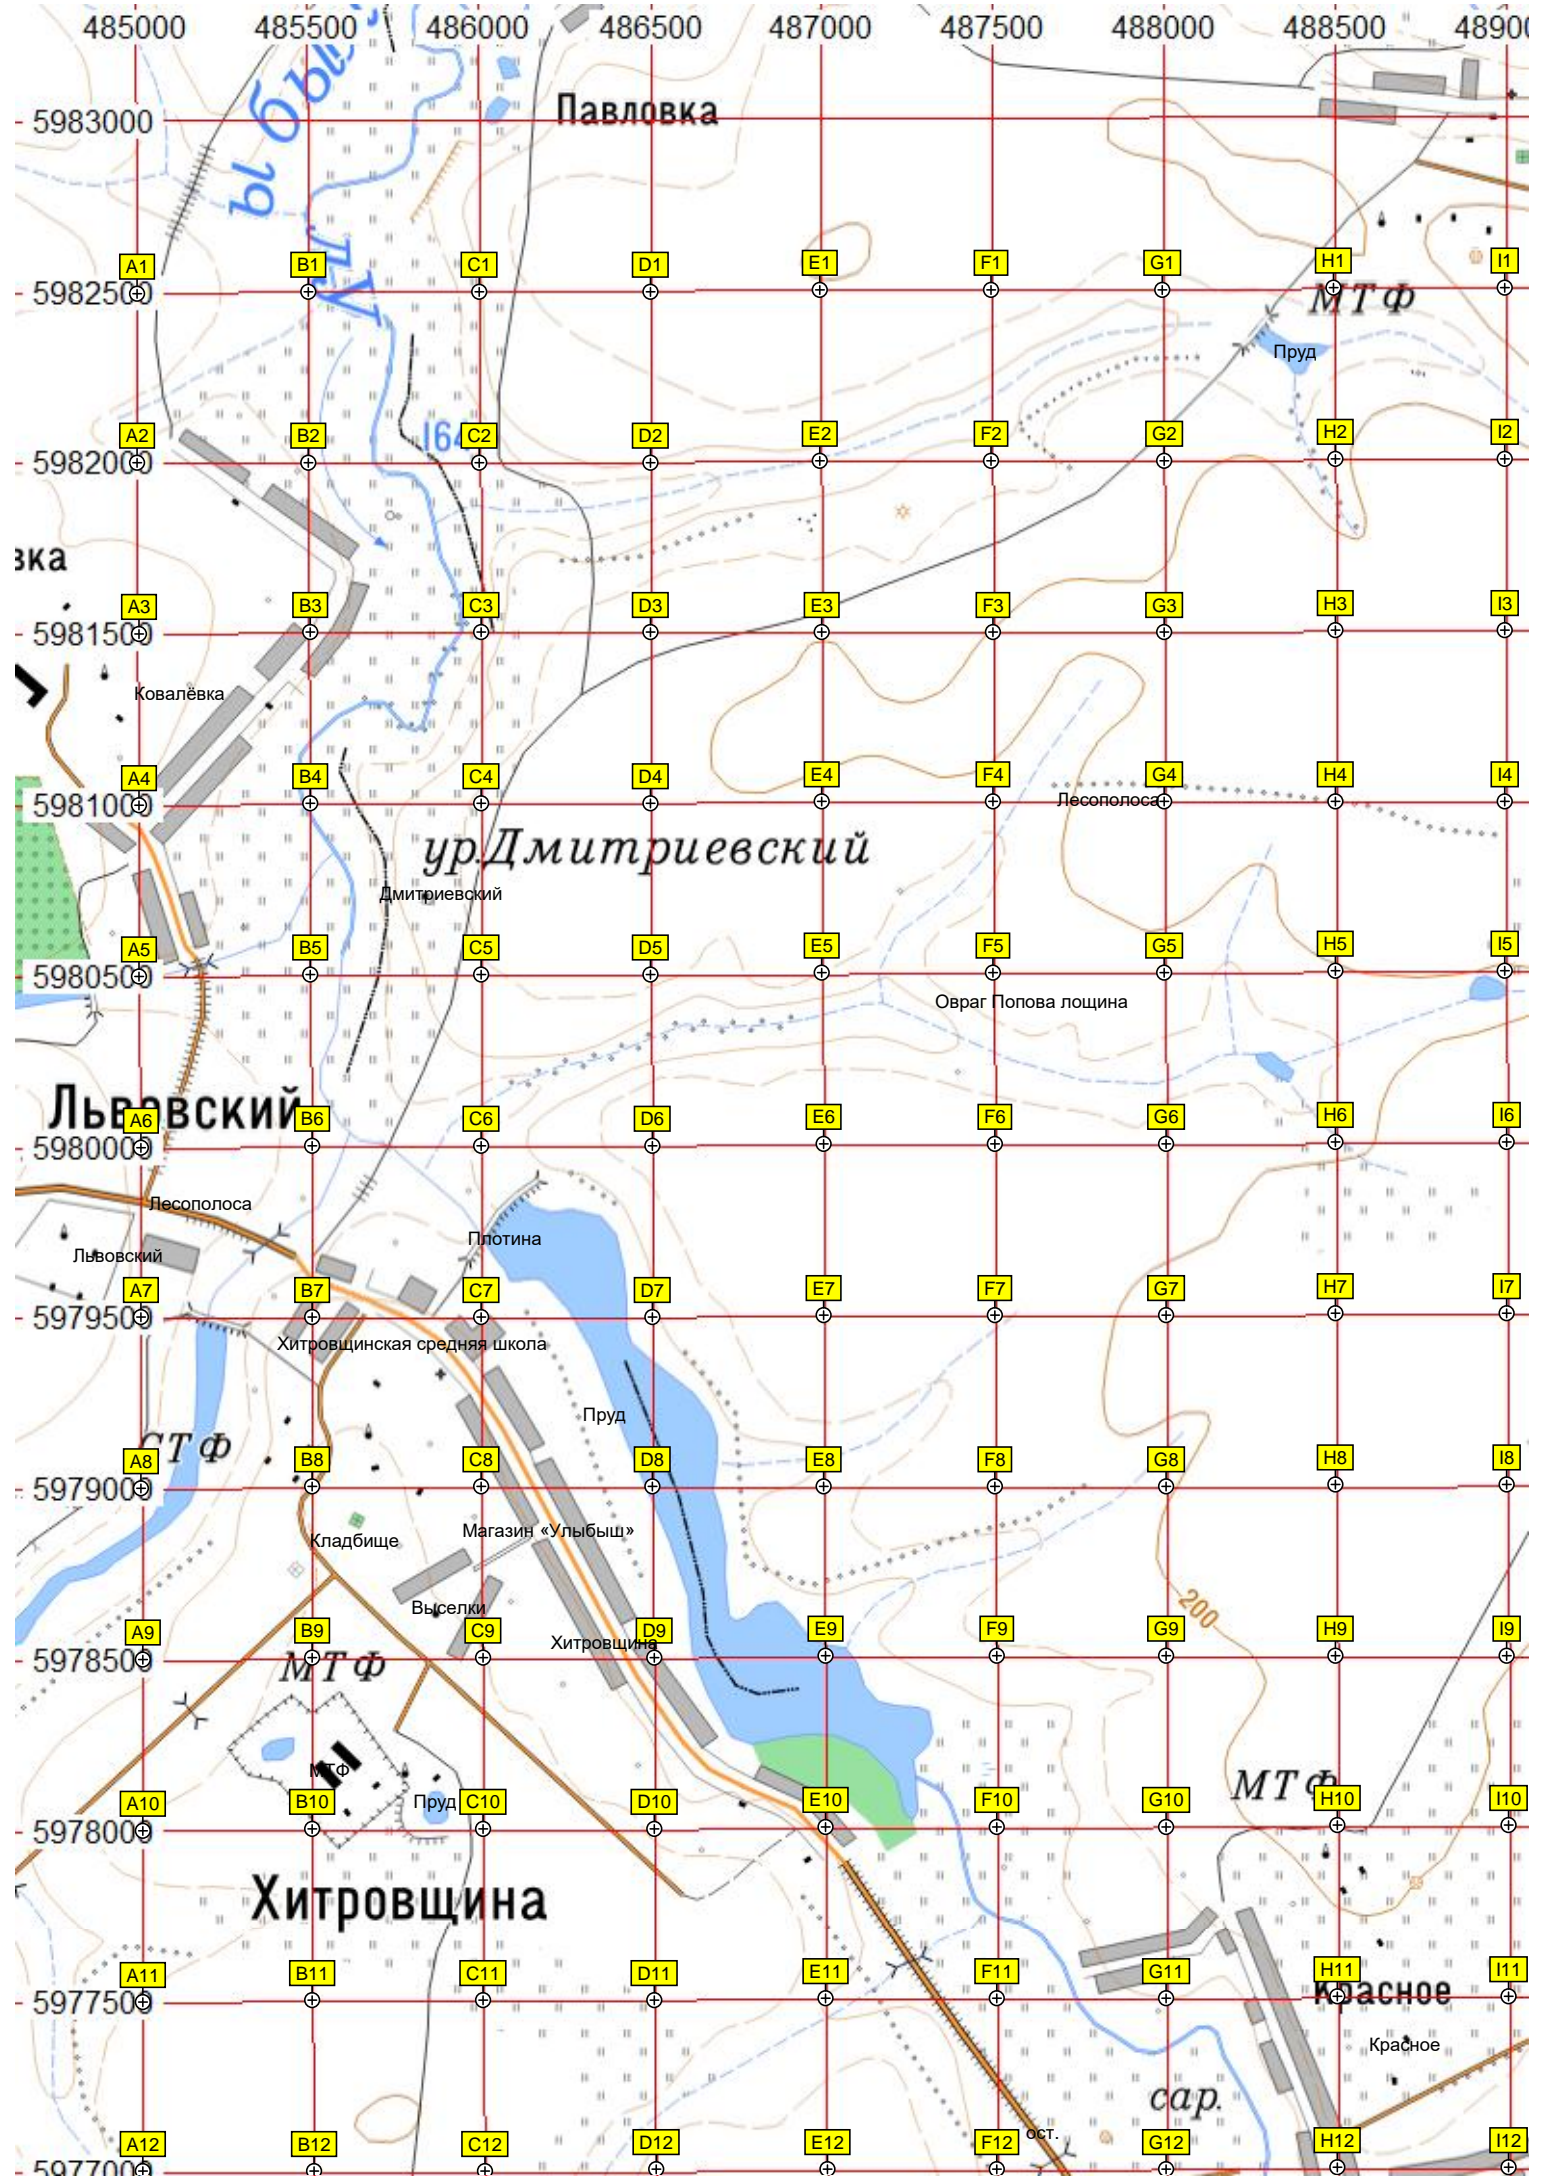 485000 485500 486000 486500 487000 487500 488000 488500 48900
Павловка
5983000
A1 B1 C1 D1 E1 F1 G1 H1 I1
5982500
МТФ
Пруд
A2 B2 C2 D2 E2 F2 G2 H2 I2
164
5982000
вка
A3 B3 C3 D3 E3 F3 G3 H3 I3
5981500
Ковалёвка
A4 B4 C4 D4 E4 F4 G4 H4 I4
5981000
Лесополоса
ур.Дмитриевский
Дмитриевский
A5 B5 C5 D5 E5 F5 G5 H5 I5
5980500
Овраг Попова лощина
Львовский
A6 B6 C6 D6 E6 F6 G6 H6 I6
5980000
Лесополоса
Плотина
Львовский
A7 B7 C7 D7 E7 F7 G7 H7 I7
5979500
Хитровщинская средняя школа
Пруд
СТФ
A8 B8 C8 D8 E8 F8 G8 H8 I8
5979000
Магазин «Улыбыш»
Кладбище
Выселки
200
A9 B9 C9 D9 E9 F9 G9 H9 I9
Хитровщина
5978500
МТФ
МТФ
МТФ
Пруд
A10 B10 C10 D10 E10 F10 G10 H10 I10
5978000
Хитровщина
A11 B11 C11 D11 E11 F11 G11 H11 I11
5977500
Красное
Красное
сар.
ост.
A12 B12 C12 D12 E12 F12 G12 H12 I12
5977000